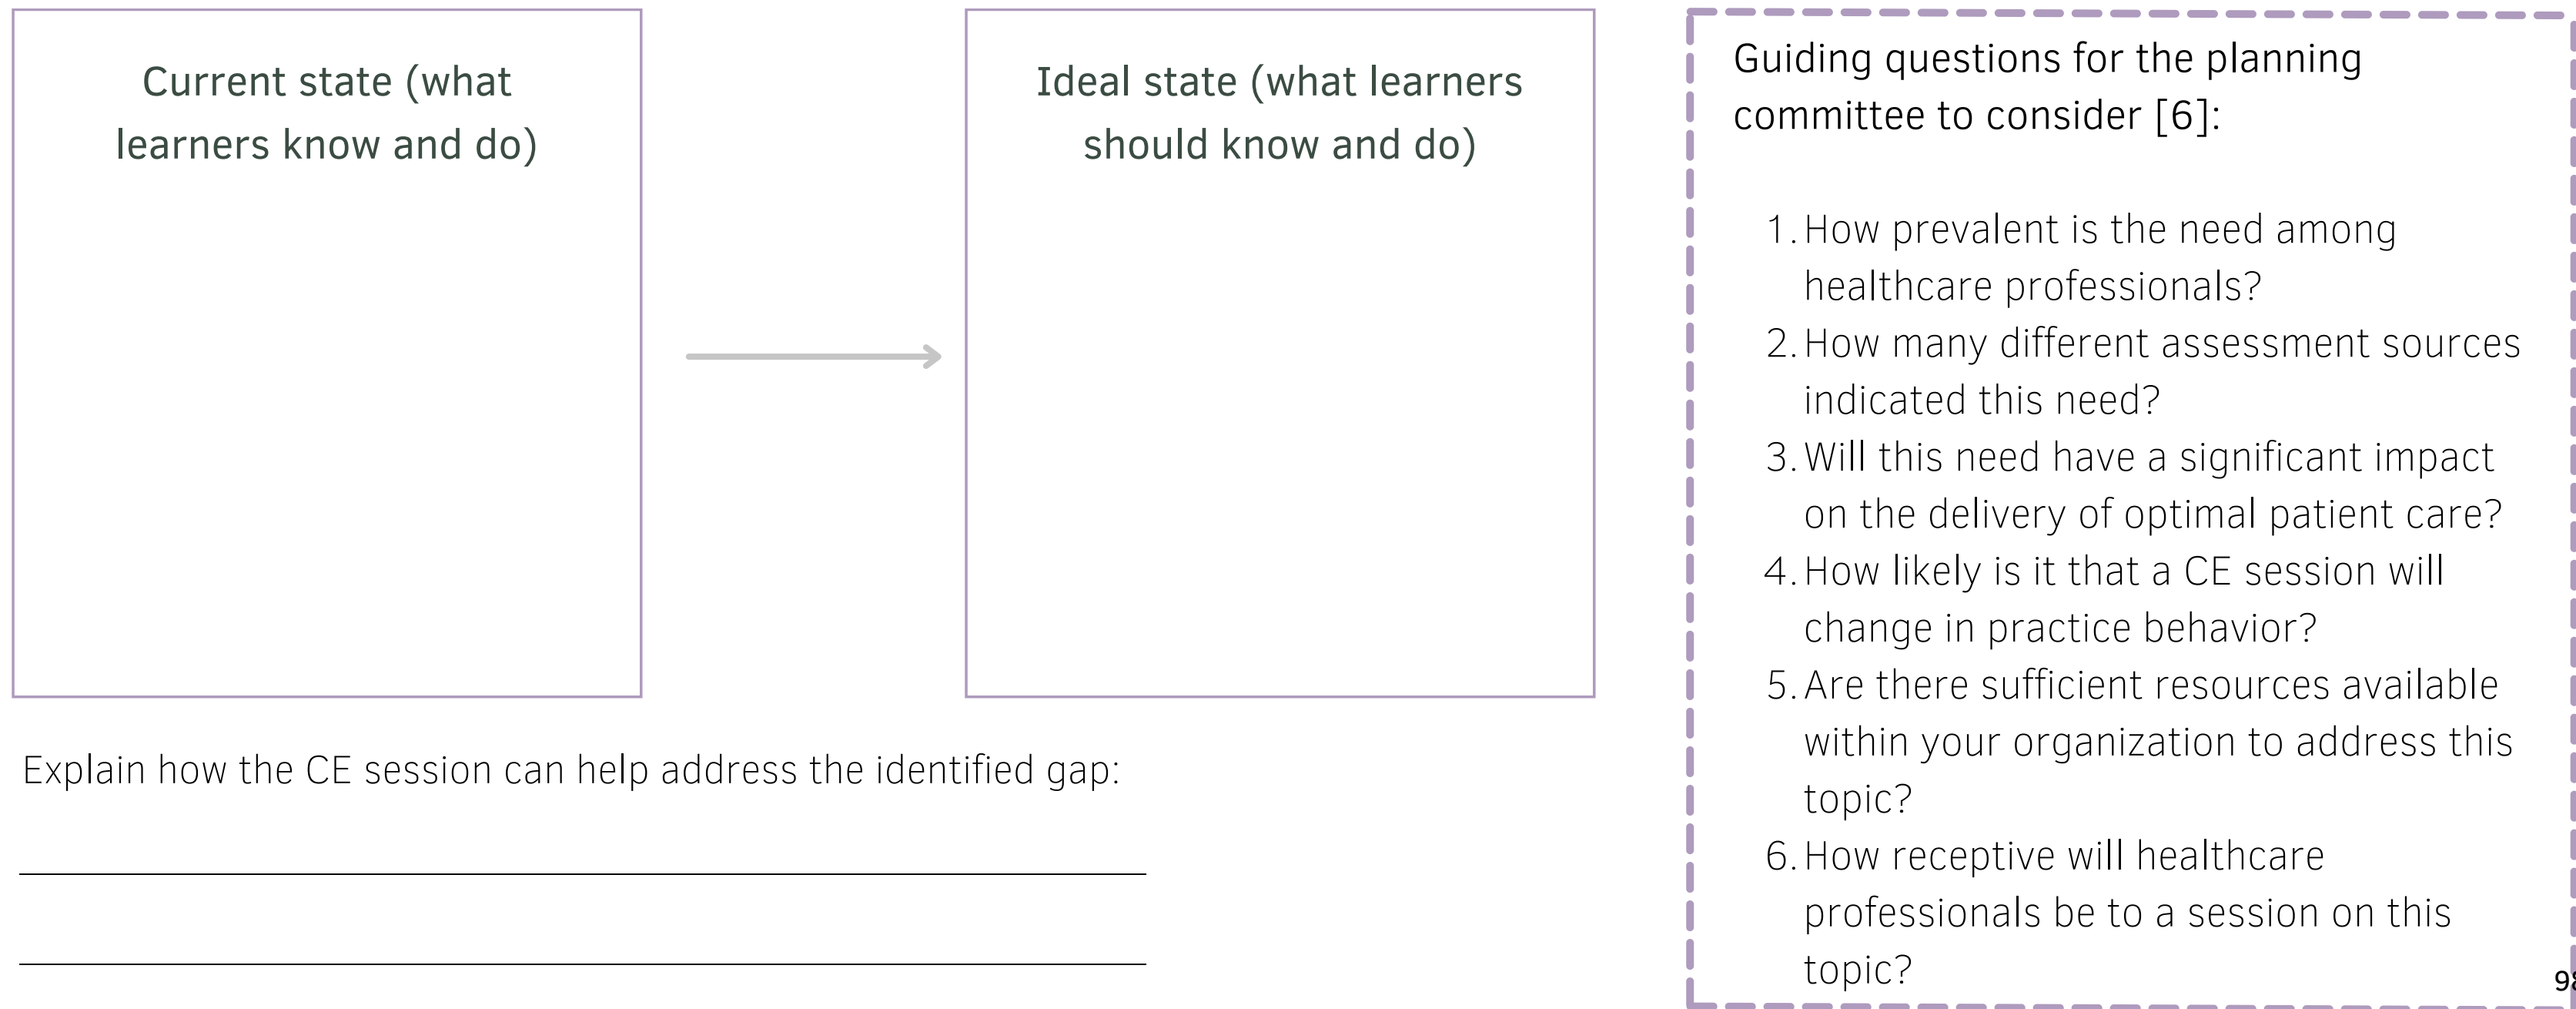 Current state (what
learners know and do)
Ideal state (what learners
should know and do)
Explain how the CE session can help address the identified gap:
Guiding questions for the planning
committee to consider [6]:
1. How prevalent is the need among
healthcare professionals?
2. How many different assessment sources
indicated this need?
3. Will this need have a significant impact
on the delivery of optimal patient care?
4. How likely is it that a CE session will
change in practice behavior?
5. Are there sufficient resources available
within your organization to address this
topic?
6. How receptive will healthcare
professionals be to a session on this
topic?